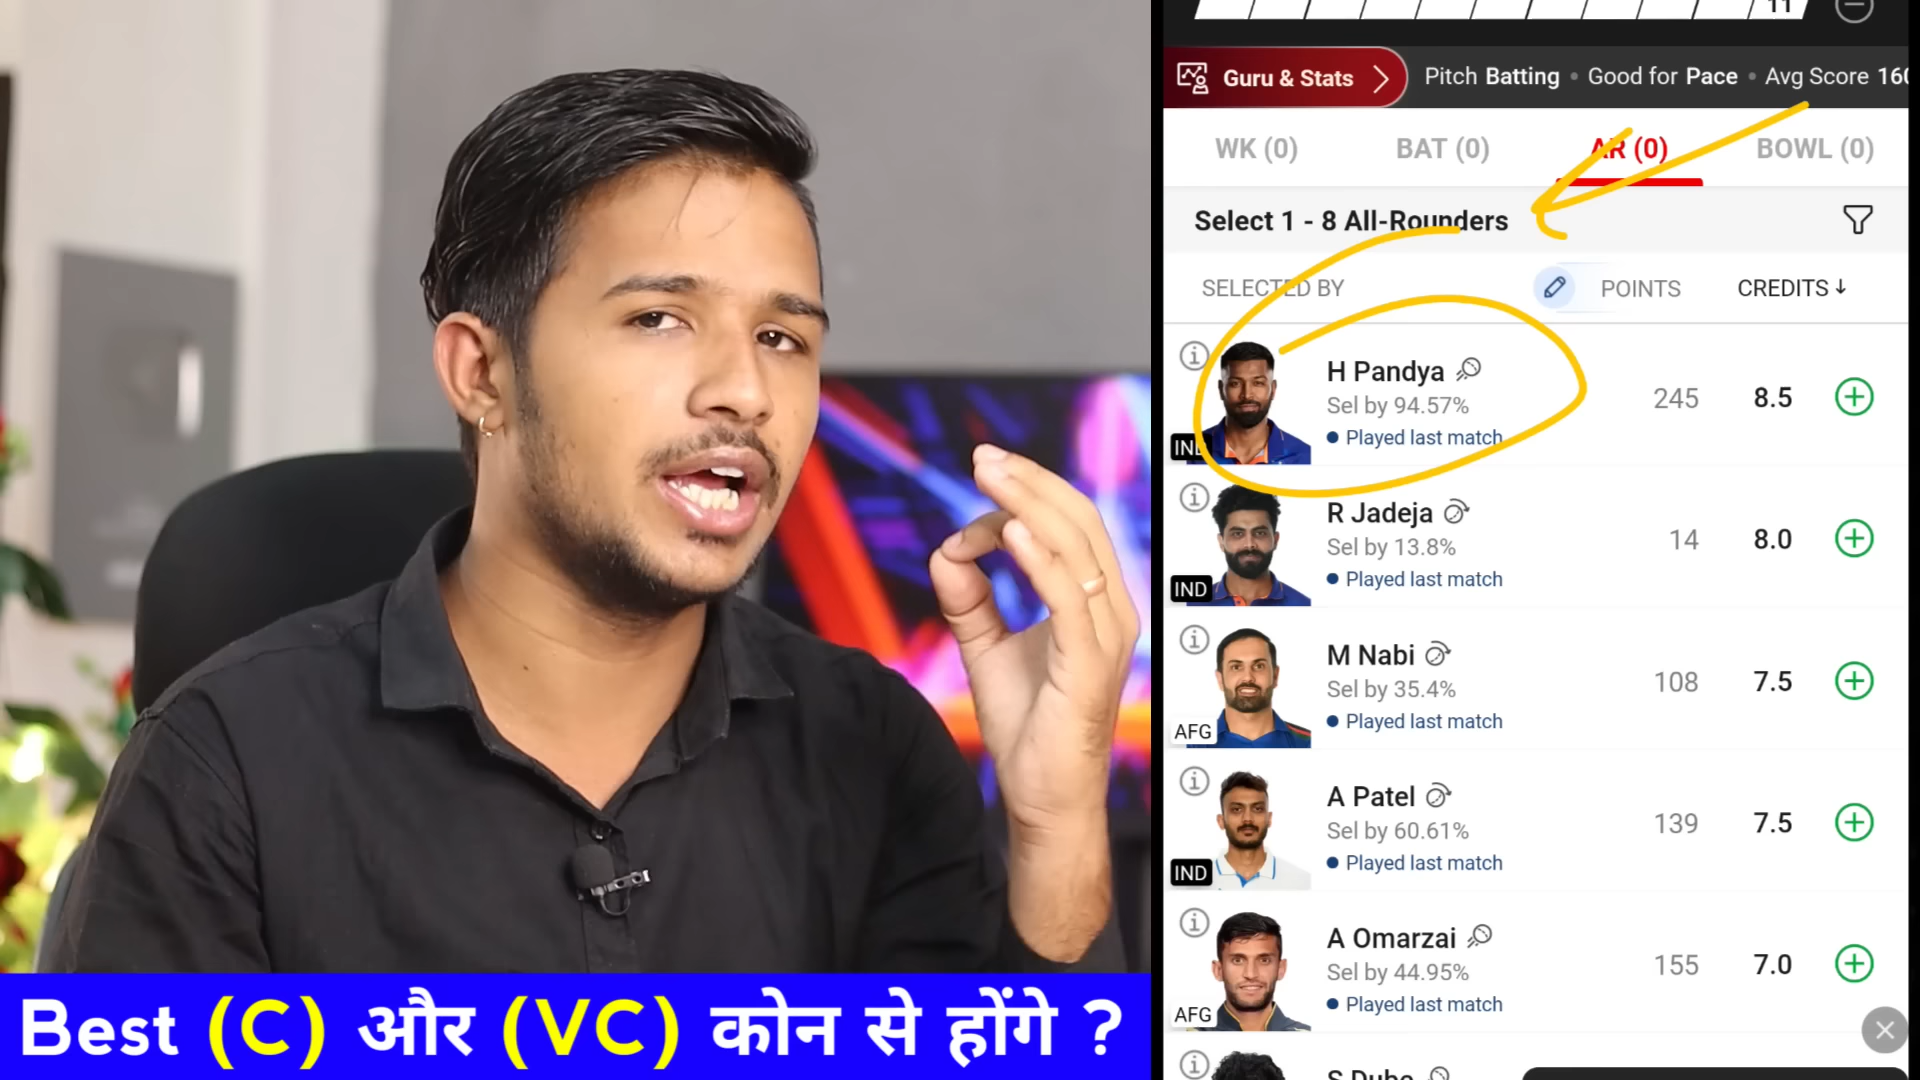 11
Guru & Stats
Pitch Batting • Good for Pace • Avg Score 160
WK (0) BAT (0) AR (0) BOWL (0)
Select 1 - 8 All-Rounders
SELECTED BY POINTS CREDITS ↓
H Pandya
Sel by 94.57%
Played last match
IND
245 8.5
R Jadeja
Sel by 13.8%
Played last match
IND
14 8.0
M Nabi
Sel by 35.4%
Played last match
AFG
108 7.5
A Patel
Sel by 60.61%
Played last match
IND
139 7.5
A Omarzai
Sel by 44.95%
Played last match
AFG
155 7.0
S Dube
Best (C) और (VC) कोन से होंगे ?